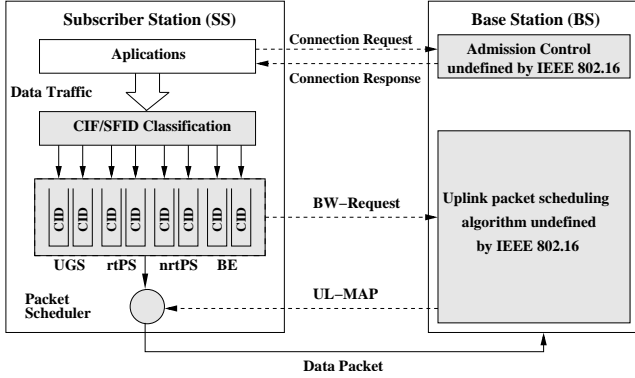 Subscriber Station (SS)
Base Station (BS)
Aplications
Connection Request
Connection Response
Admission Control
undefined by IEEE 802.16
Data Traffic
CIF/SFID Classification
CID CID CID CID CID CID CID CID
UGS rtPS nrtPS BE
BW-Request
Uplink packet scheduling
algorithm undefined
by IEEE 802.16
UL-MAP
Packet
Scheduler
Data Packet